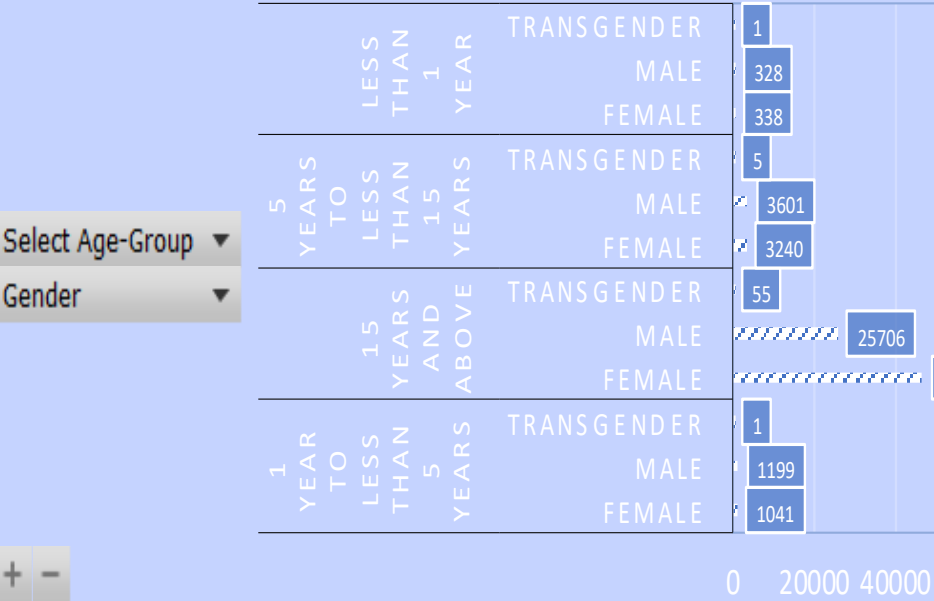 LESS THAN 1 YEAR
TRANSGENDER 1
MALE 328
FEMALE 338
5 YEARS TO LESS THAN 15 YEARS
TRANSGENDER 5
MALE 3601
FEMALE 3240
Select Age-Group
Gender
15 YEARS AND ABOVE
TRANSGENDER 55
MALE 25706
FEMALE
1 YEAR TO LESS THAN 5 YEARS
TRANSGENDER 1
MALE 1199
FEMALE 1041
+ −
0 20000 40000